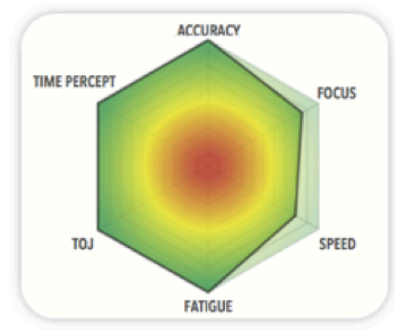 ACCURACY
TIME PERCEPT
FOCUS
TOJ
SPEED
FATIGUE